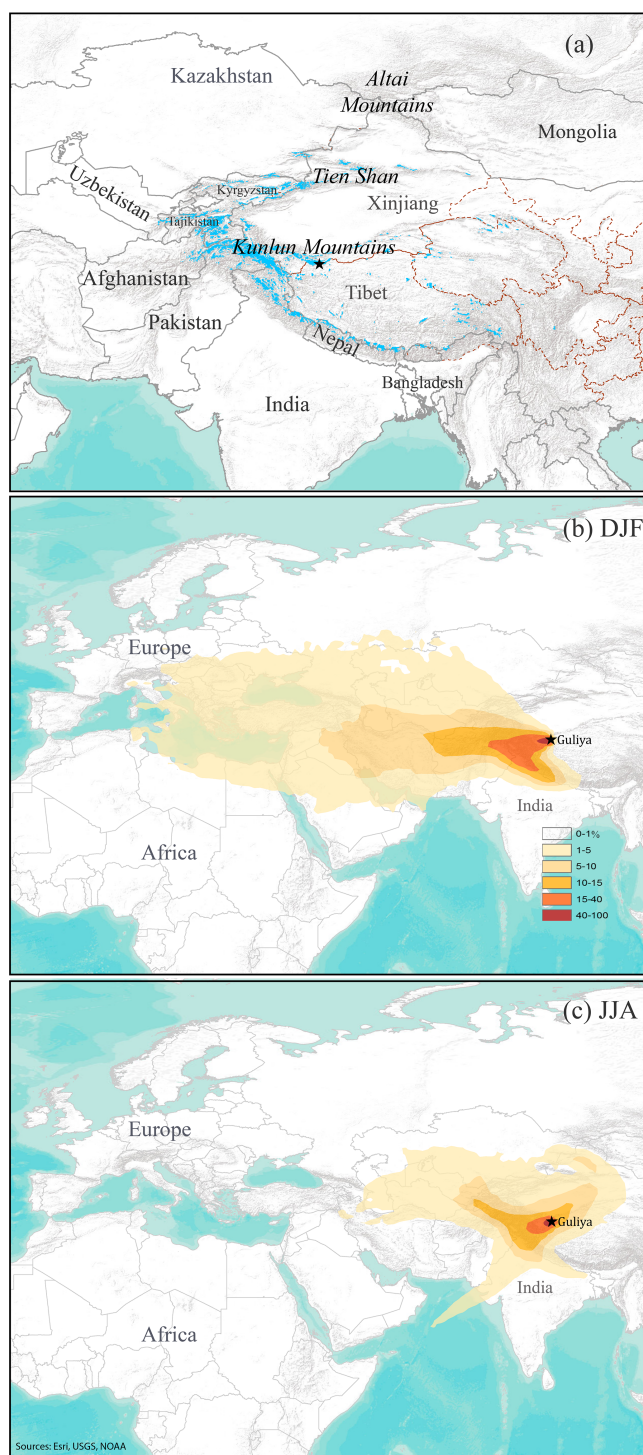 (a)
Kazakhstan
Altai
Mountains
Mongolia
Uzbekistan
Kyrgyzstan
Tien Shan
Xinjiang
Tajikistan
Kunlun Mountains
Afghanistan
Tibet
Pakistan
Nepal
Bangladesh
India
(b) DJF
Europe
Guliya
India
0-1%
1-5
Africa
5-10
10-15
15-40
40-100
(c) JJA
Europe
Guliya
India
Africa
Sources: Esri, USGS, NOAA